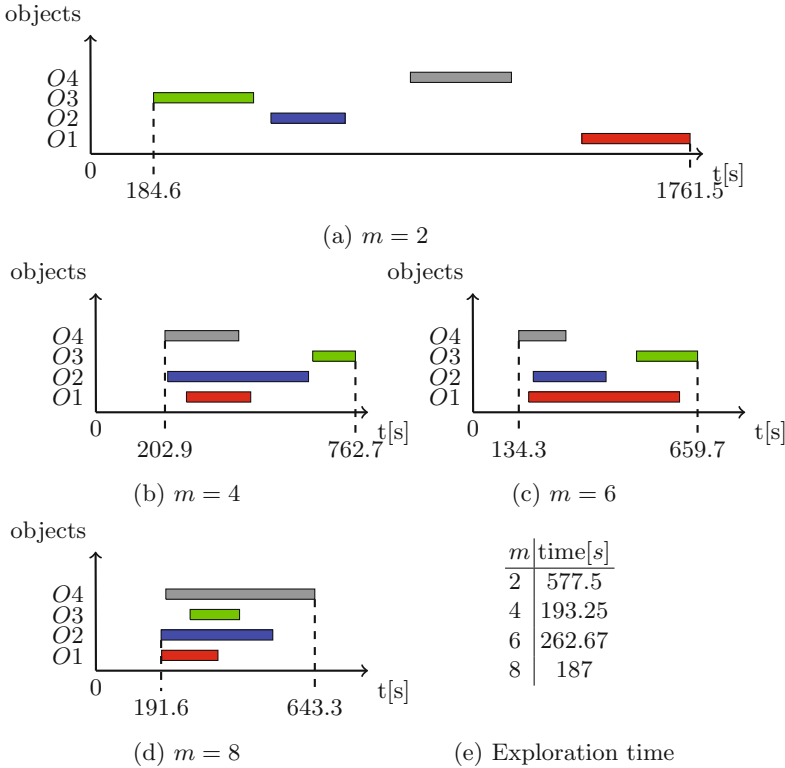 objects
O4
O3
O2
O1
0
184.6
1761.5
t[s]
(a) m = 2
objects
O4
O3
O2
O1
0
202.9
762.7
t[s]
(b) m = 4
objects
O4
O3
O2
O1
0
134.3
659.7
t[s]
(c) m = 6
objects
O4
O3
O2
O1
0
191.6
643.3
t[s]
(d) m = 8
m time[s]
2 577.5
4 193.25
6 262.67
8 187
(e) Exploration time